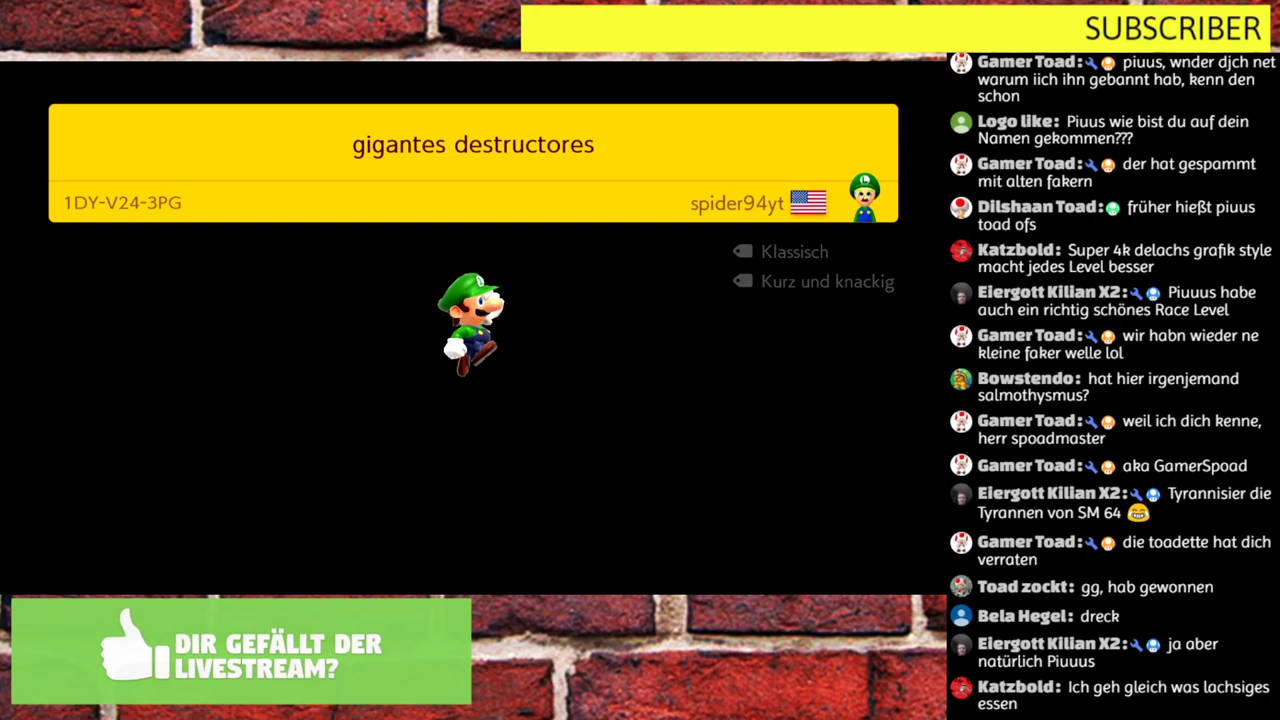 SUBSCRIBER
gigantes destructores
1DY-V24-3PG
spider94yt
Klassisch
Kurz und knackig
DIR GEFÄLLT DER
LIVESTREAM?
Gamer Toad: piuus, wnder djch net
warum iich ihn gebannt hab, kenn den
schon
Logo like: Piuus wie bist du auf dein
Namen gekommen???
Gamer Toad: der hat gespammt
mit alten fakern
Dilshaan Toad: früher hießt piuus
toad ofs
Katzbold: Super 4k delachs grafik style
macht jedes Level besser
Eiergott Kilian X2: Piuuus habe
auch ein richtig schönes Race Level
Gamer Toad: wir habn wieder ne
kleine faker welle lol
Bowstendo: hat hier irgenjemand
salmothysmus?
Gamer Toad: weil ich dich kenne,
herr spoadmaster
Gamer Toad: aka GamerSpoad
Eiergott Kilian X2: Tyrannisier die
Tyrannen von SM 64 😂
Gamer Toad: die toadette hat dich
verraten
Toad zockt: gg, hab gewonnen
Bela Hegel: dreck
Eiergott Kilian X2: ja aber
natürlich Piuuus
Katzbold: Ich geh gleich was lachsiges
essen